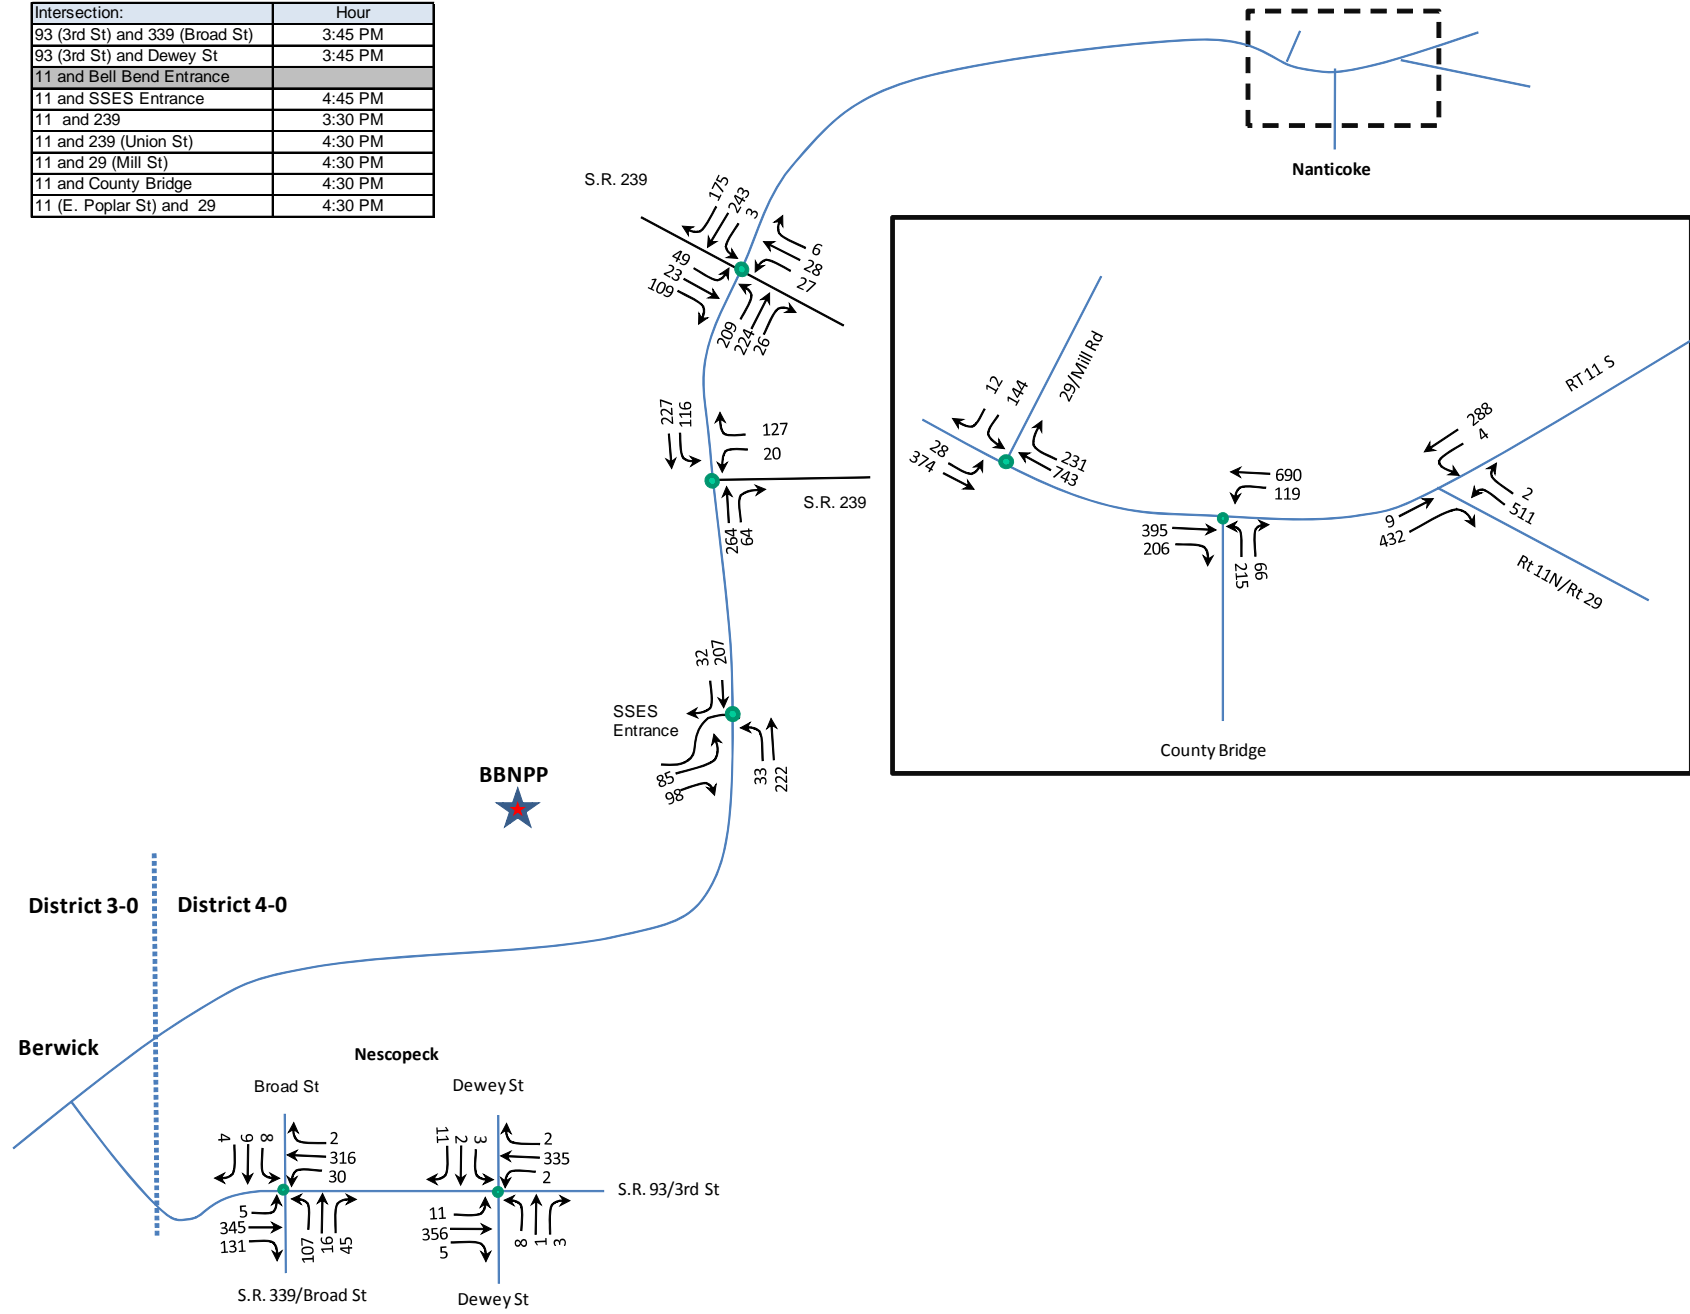 Intersection: Hour
93 (3rd St) and 339 (Broad St) 3:45 PM
93 (3rd St) and Dewey St 3:45 PM
11 and Bell Bend Entrance
11 and SSES Entrance 4:45 PM
11 and 239 3:30 PM
11 and 239 (Union St) 4:30 PM
11 and 29 (Mill St) 4:30 PM
11 and County Bridge 4:30 PM
11 (E. Poplar St) and 29 4:30 PM
Nanticoke
S.R. 239
175
243
3
6
28
27
49
23
109
209
224
26
227
116
127
20
S.R. 239
264
64
32
207
SSES
Entrance
85
98
33
222
BBNPP
12
144
29/Mill Rd
28
374
231
743
690
119
395
206
215
66
County Bridge
RT11 S
288
4
9
432
2
511
Rt 11N/Rt 29
District 3-0
District 4-0
Berwick
Nescopeck
Broad St
4
9
8
2
316
30
5
345
131
107
16
45
S.R. 339/Broad St
Dewey St
11
2
3
2
335
2
11
356
5
8
1
3
Dewey St
S.R. 93/3rd St